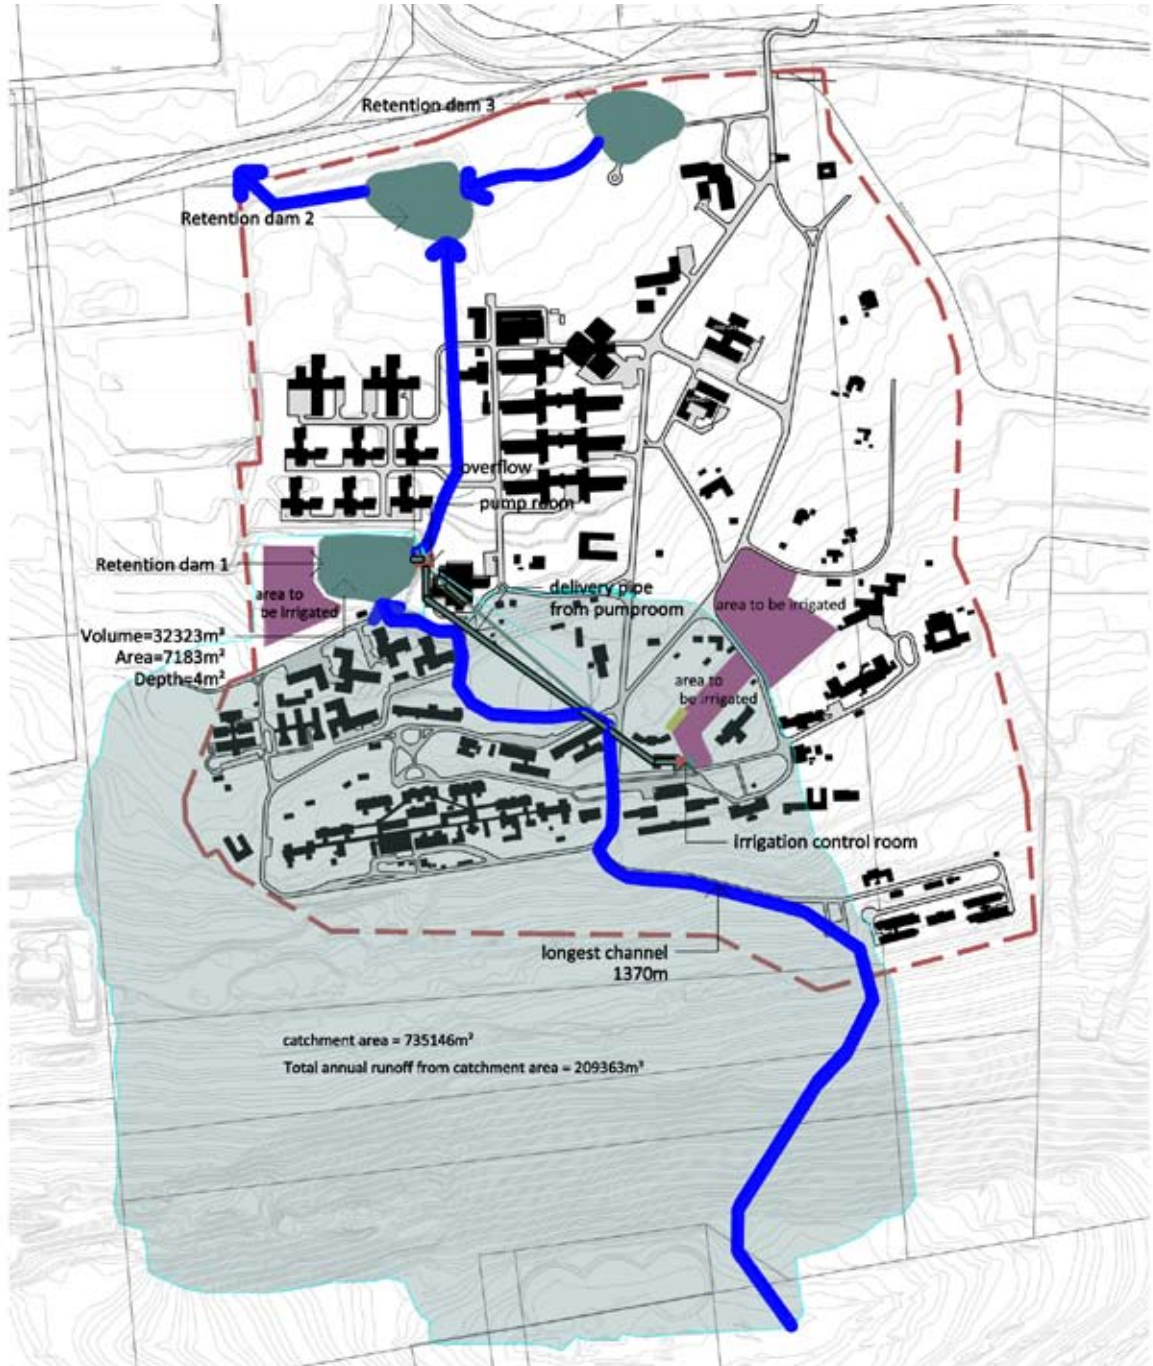 Retention dam 3
Retention dam 2
overflow
pump room
Retention dam 1
area to
be irrigated
delivery pipe
from pumproom
area to be irrigated
Volume=32323m³
Area=7183m²
Depth=4m²
area to
be irrigated
irrigation control room
longest channel
1370m
catchment area = 735146m²
Total annual runoff from catchment area = 209363m³